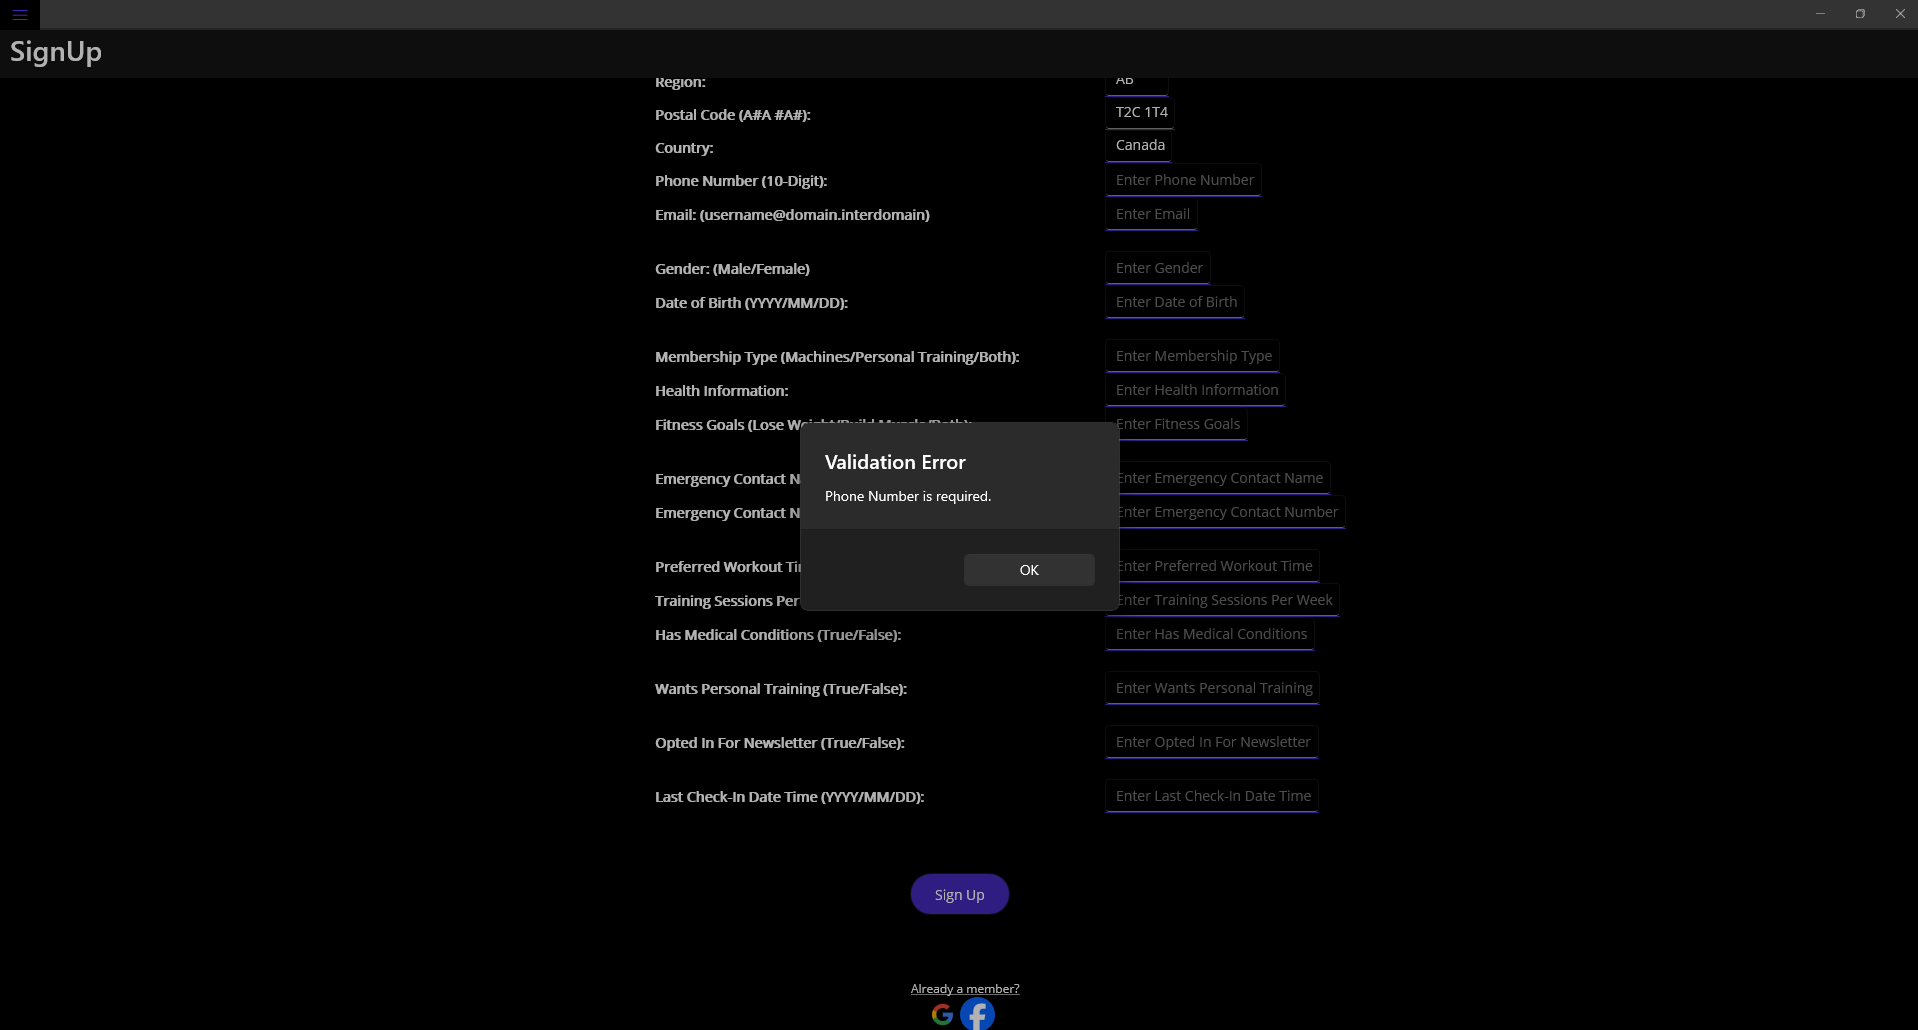 SignUp
Region: AB
Postal Code (A#A #A#): T2C 1T4
Country: Canada
Phone Number (10-Digit): Enter Phone Number
Email: (username@domain.interdomain) Enter Email
Gender: (Male/Female) Enter Gender
Date of Birth (YYYY/MM/DD): Enter Date of Birth
Membership Type (Machines/Personal Training/Both): Enter Membership Type
Health Information: Enter Health Information
Fitness Goals (Lose Weight/Build Muscle/Both): Enter Fitness Goals
Validation Error
Emergency Contact Enter Emergency Contact Name
Phone Number is required.
Emergency Contact Enter Emergency Contact Number
Preferred Workout Enter Preferred Workout Time
OK
Training Sessions Per Enter Training Sessions Per Week
Has Medical Conditions (True/False): Enter Has Medical Conditions
Wants Personal Training (True/False): Enter Wants Personal Training
Opted In For Newsletter (True/False): Enter Opted In For Newsletter
Last Check-In Date Time (YYYY/MM/DD): Enter Last Check-In Date Time
Sign Up
Already a member?